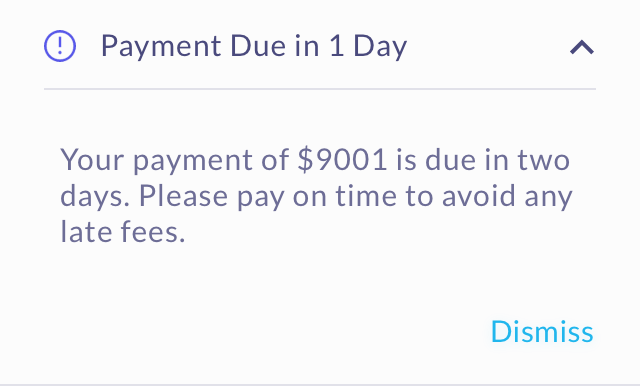 Payment Due in 1 Day
Your payment of $9001 is due in two
days. Please pay on time to avoid any
late fees.
Dismiss